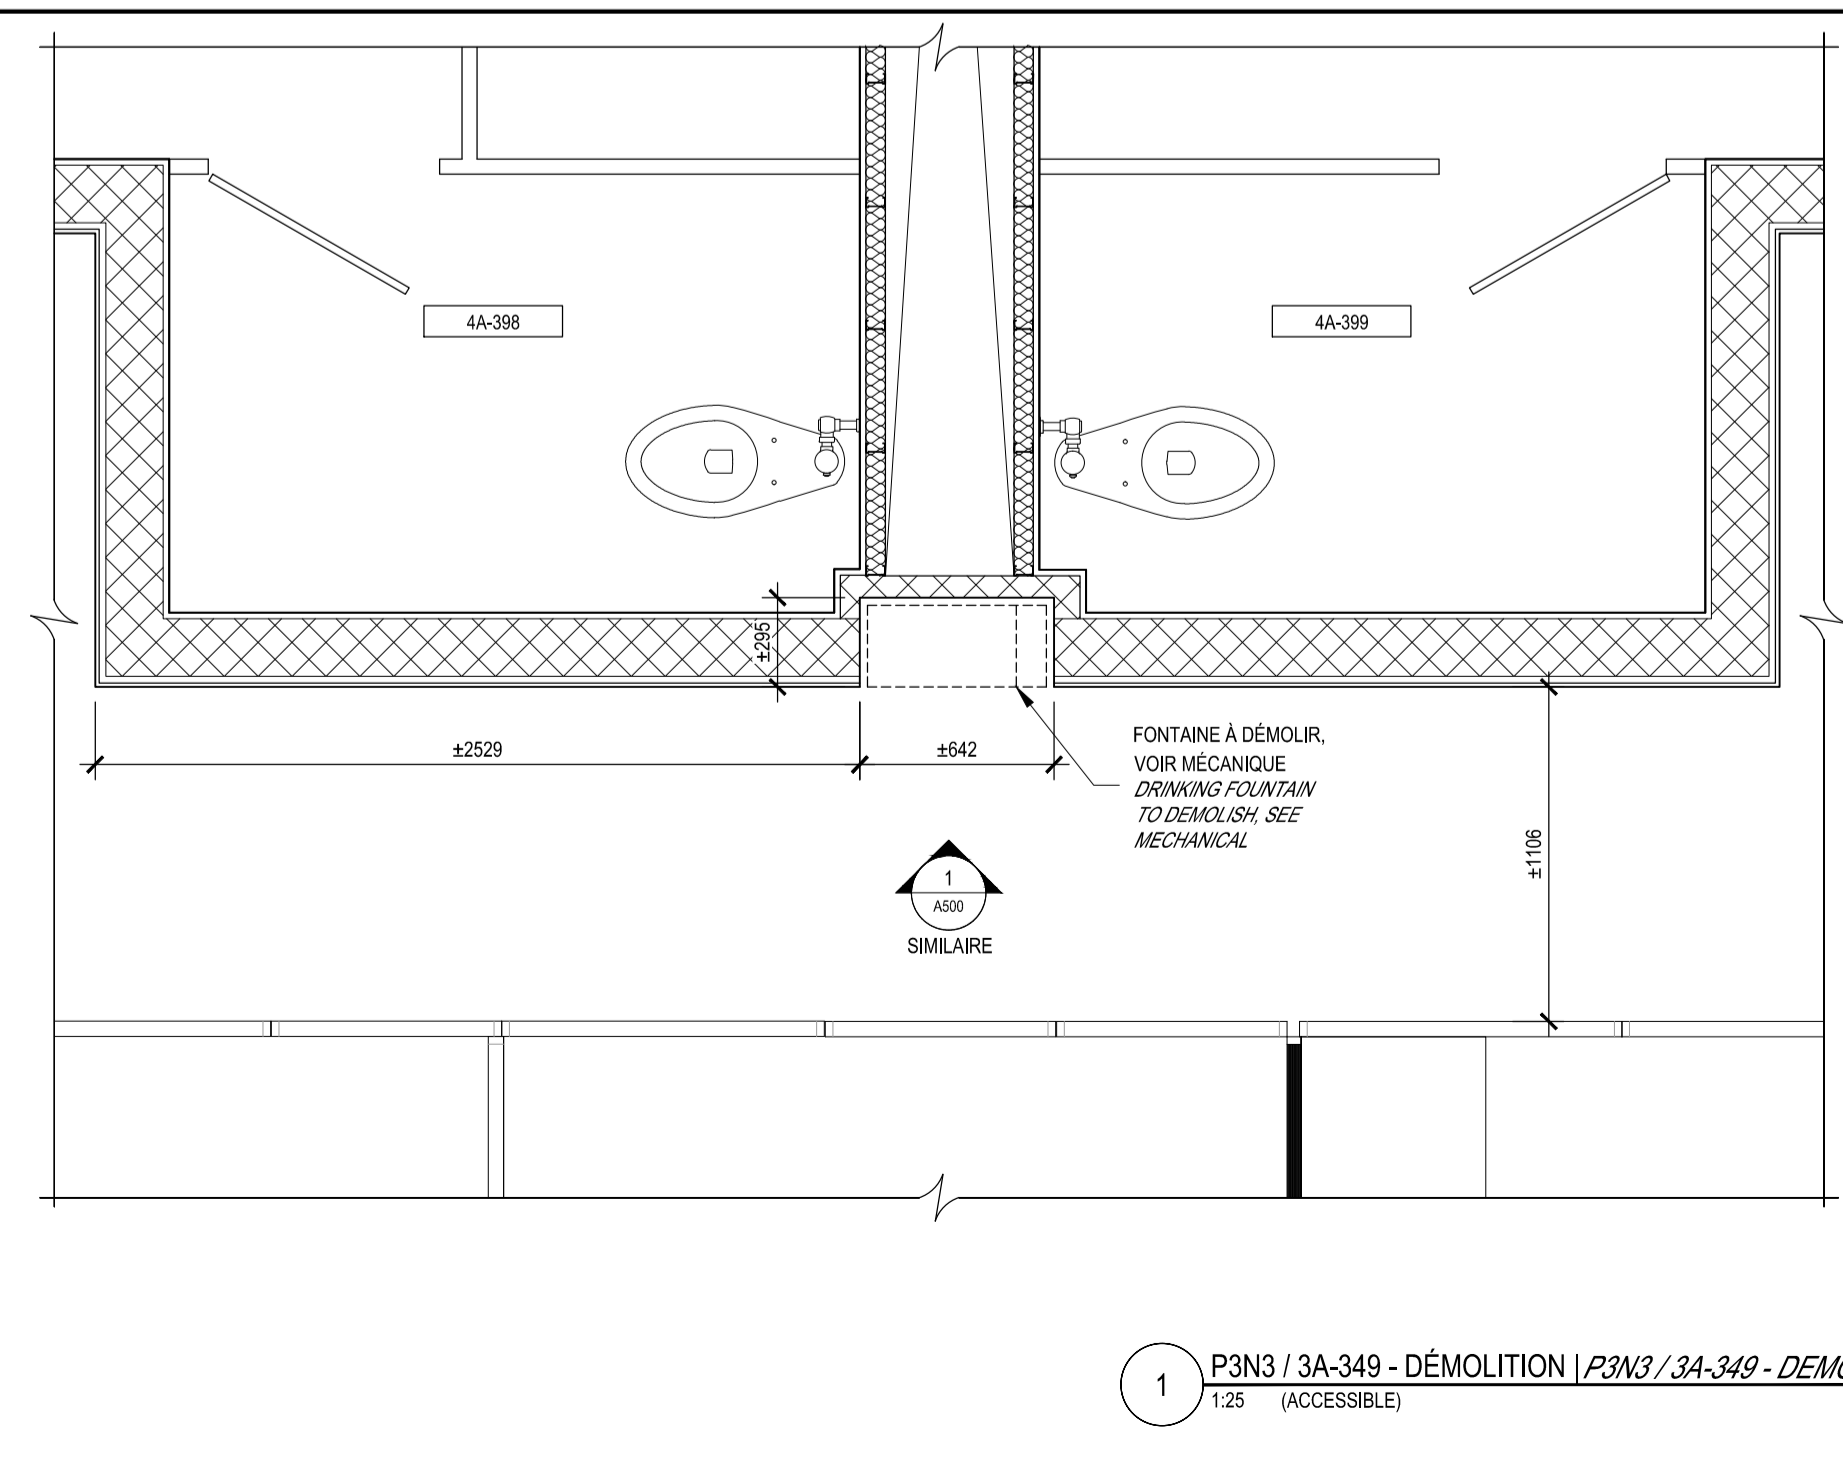 4A-398
4A-399
±295
±2529
±642
FONTAINE À DÉMOLIR,
VOIR MÉCANIQUE
DRINKING FOUNTAIN
TO DEMOLISH, SEE
MECHANICAL
±1106
1
A500
SIMILAIRE
1
P3N3 / 3A-349 - DÉMOLITION | P3N3 / 3A-349 - DEMO
1:25 (ACCESSIBLE)